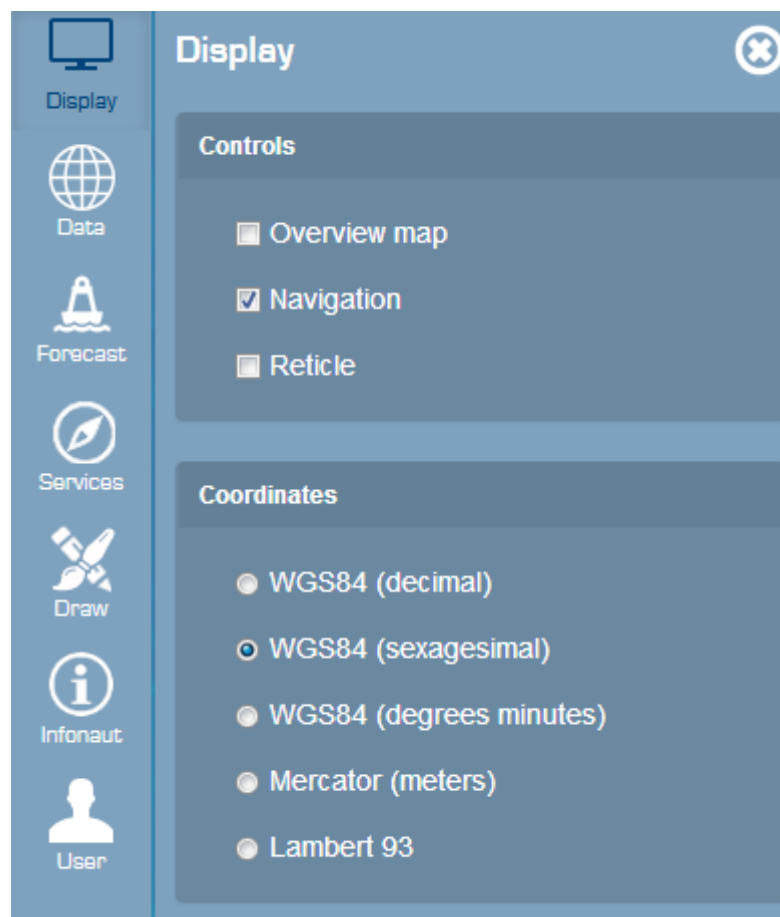 Display
Data
Forecast
Services
Draw
Infonaut
User
Display
Controls
Overview map
Navigation
Reticle
Coordinates
WGS84 (decimal)
WGS84 (sexagesimal)
WGS84 (degrees minutes)
Mercator (meters)
Lambert 93